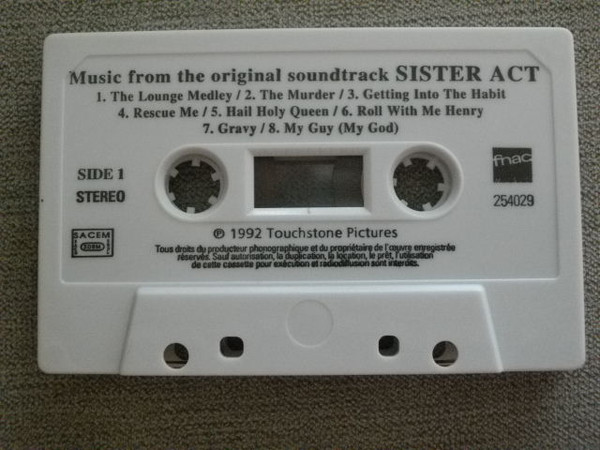 Music from the original soundtrack SISTER ACT
1. The Lounge Medley / 2. The Murder / 3. Getting Into The Habit
4. Rescue Me / 5. Hail Holy Queen / 6. Roll With Me Henry
7. Gravy / 8. My Guy (My God)
SIDE 1
STEREO
fnac
254029
℗ 1992 Touchstone Pictures
SACEM
SDRM
Tous droits du producteur phonographique et du propriétaire de l'œuvre enregistrée
réservés. Sauf autorisation, la duplication, la location, le prêt, l'utilisation
de cette cassette pour exécution et radiodiffusion sont interdits.